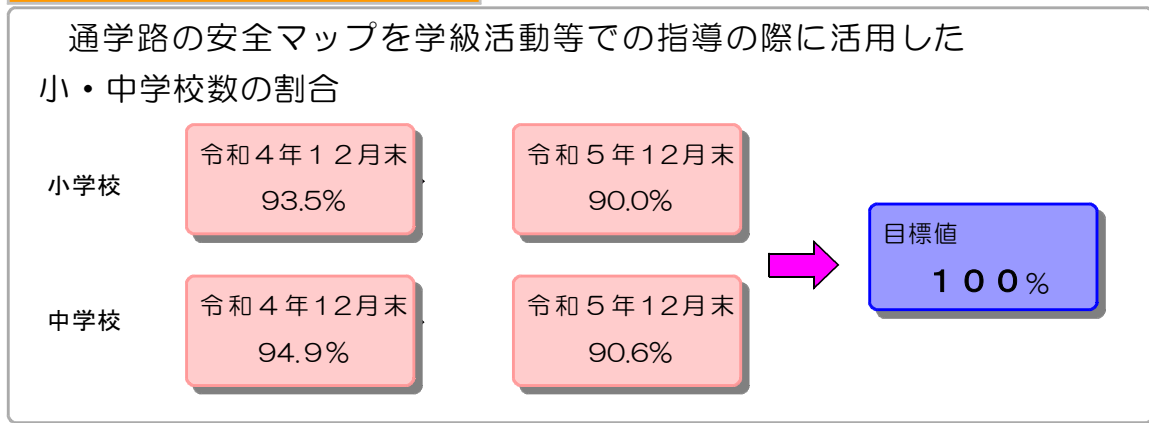 通学路の安全マップを学級活動等での指導の際に活用した
小・中学校数の割合
令和４年１２月末
令和５年12月末
小学校
93.5%
90.0%
目標値
１００%
令和４年12月末
令和５年12月末
中学校
94.9%
90.6%